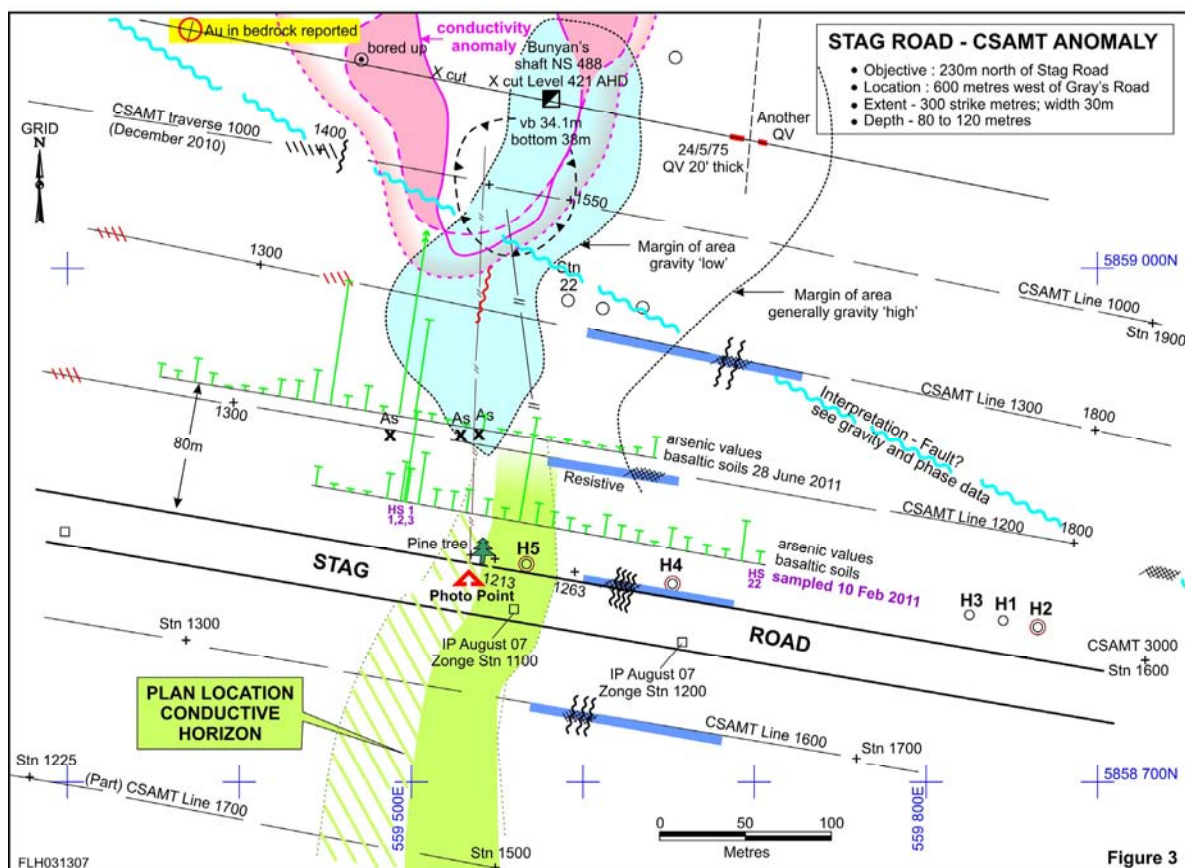 Au in bedrock reported
bored up
conductivity
anomaly
Bunyan's
shaft NS 488
X cut Level 421 AHD
X cut
vb 34.1m
bottom 38m
STAG ROAD - CSAMT ANOMALY
• Objective : 230m north of Stag Road
• Location : 600 metres west of Gray's Road
• Extent - 300 strike metres; width 30m
• Depth - 80 to 120 metres
GRID
N
CSAMT traverse 1000
(December 2010)
1400
24/5/75
QV 20' thick
Another
QV
1550
Margin of area
gravity 'low'
Margin of area
generally gravity 'high'
5859 000N
CSAMT Line 1000
Stn 1900
1300
Stn
22
CSAMT Line 1300
1800
Interpretation - Fault?
see gravity and phase data
1300
80m
As
As
As
arsenic values
basaltic soils 28 June 2011
Resistive
CSAMT Line 1200
1800
HS 1
1,2,3
arsenic values
basaltic soils
sampled 10 Feb 2011
HS
22
Pine tree
STAG
ROAD
1213
Photo Point
H5
1263
H4
H3
H1
H2
CSAMT 3000
Stn 1600
Stn 1300
IP August 07
Zonge Stn 1100
IP August 07
Zonge Stn 1200
PLAN LOCATION
CONDUCTIVE
HORIZON
CSAMT Line 1600
Stn 1700
Stn 1225
(Part) CSAMT Line 1700
559 500E
559 800E
5858 700N
Stn 1500
0
50
100
Metres
FLH031307
Figure 3